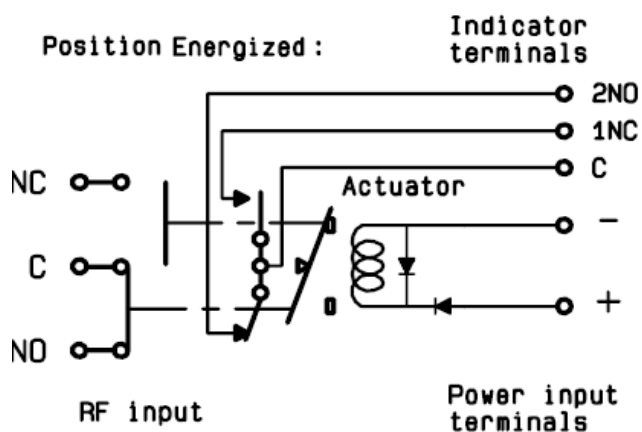 Position Energized :
Indicator
terminals
2NO
1NC
C
NC
Actuator
-
C
+
NO
RF input
Power input
terminals